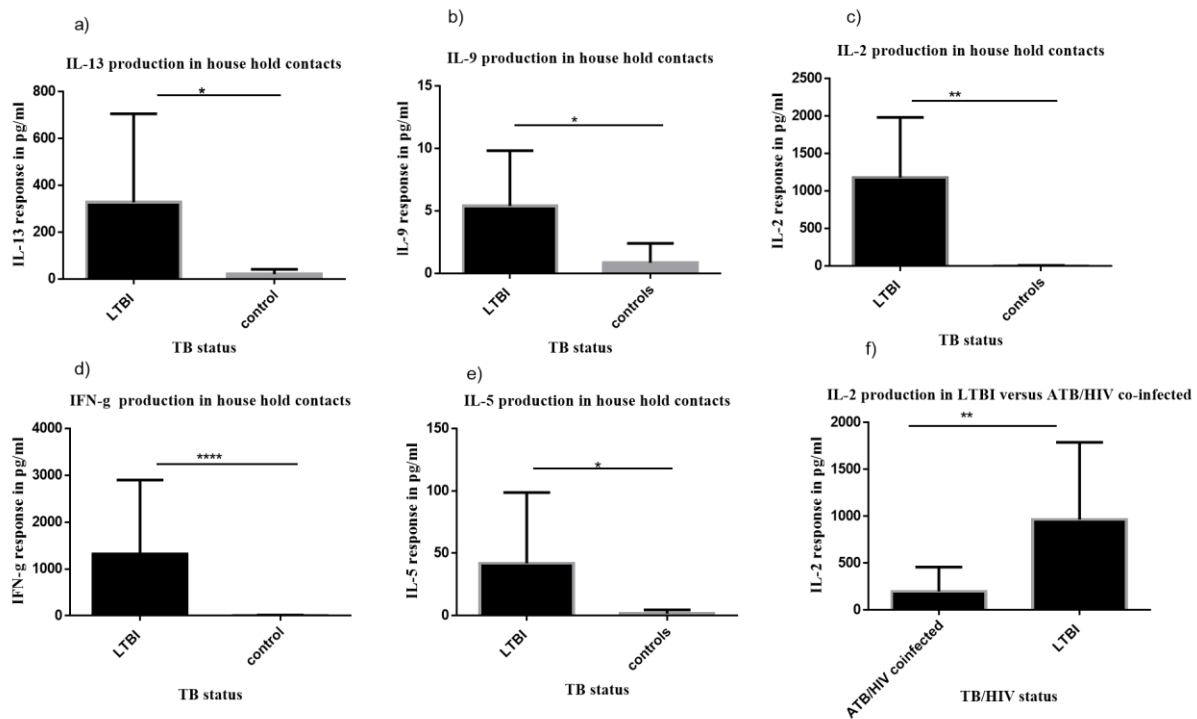 a)
IL-13 production in house hold contacts
IL-13 response in pg/ml
800
600
400
200
0
*
LTBI
control
TB status
b)
IL-9 production in house hold contacts
IL-9 response in pg/ml
15
10
5
0
*
LTBI
controls
TB status
c)
IL-2 production in house hold contacts
IL-2 response in pg/ml
2500
2000
1500
1000
500
0
**
LTBI
controls
TB status
d)
IFN-g production in house hold contacts
IFN-g response in pg/ml
4000
3000
2000
1000
0
****
LTBI
control
TB status
e)
IL-5 production in house hold contacts
IL-5 response in pg/ml
150
100
50
0
*
LTBI
controls
TB status
f)
IL-2 production in LTBI versus ATB/HIV co-infected
IL-2 response in pg/ml
2000
1500
1000
500
0
**
ATB/HIV coinfected
LTBI
TB/HIV status